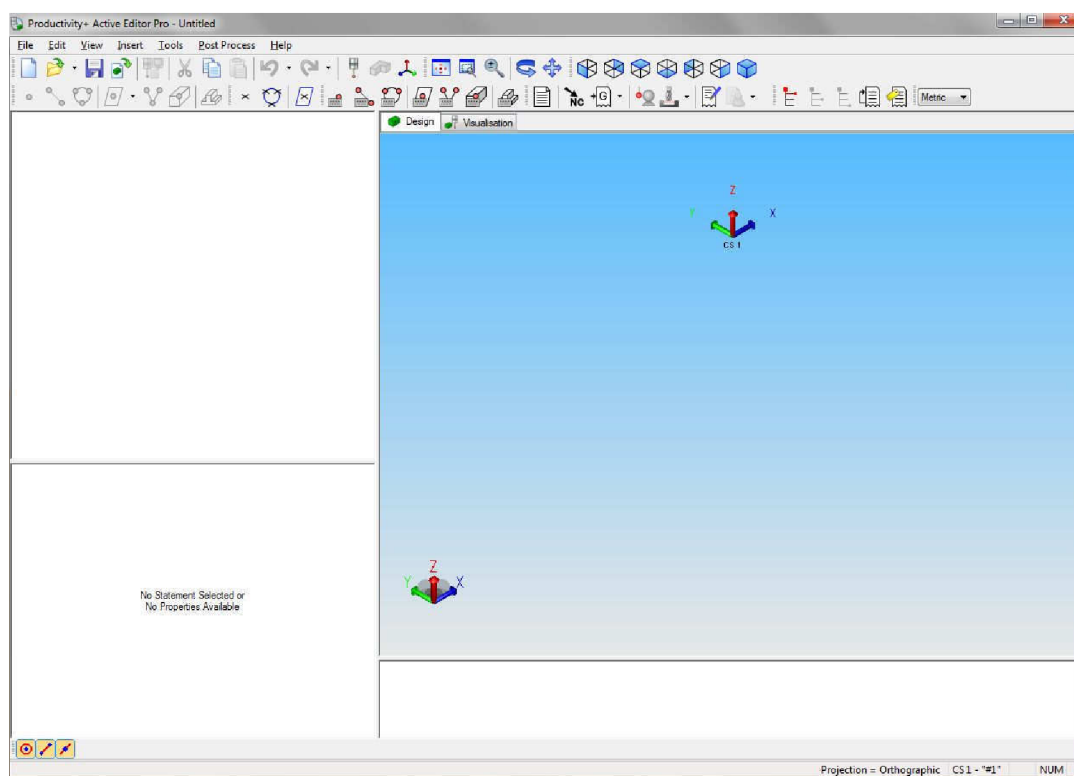 Productivity+ Active Editor Pro - Untitled
File Edit View Insert Tools Post Process Help
NC +G Metric
Design Visualisation
Z
Y X
CS 1
No Statement Selected or
No Properties Available
Z
Y X
Projection = Orthographic CS1 - "#1" NUM